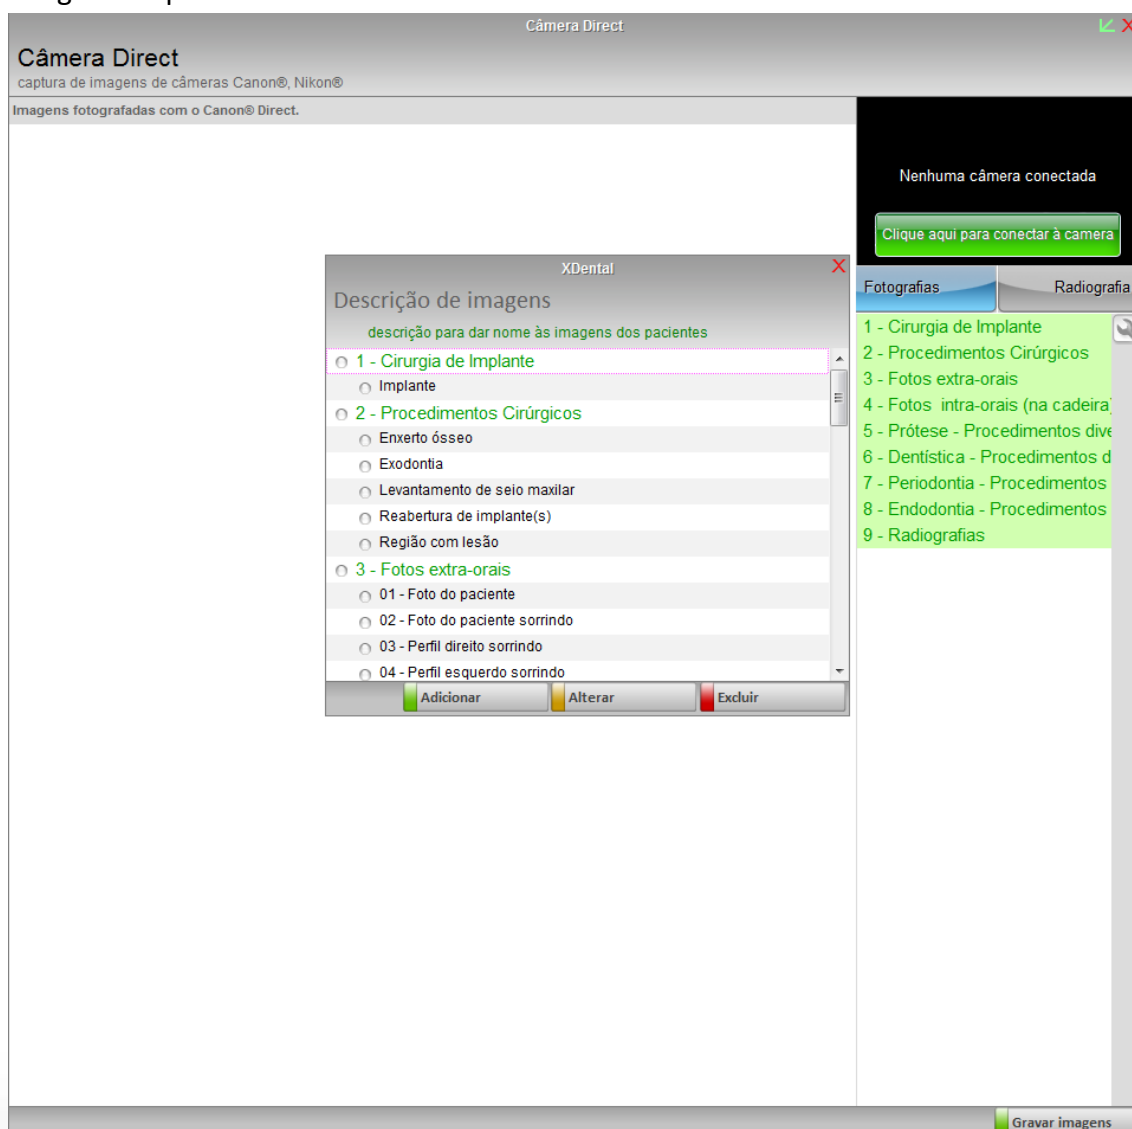 Câmera Direct
X
Câmera Direct
captura de imagens de câmeras Canon®, Nikon®
Imagens fotografadas com o Canon® Direct.
Nenhuma câmera conectada
Clique aqui para conectar à camera
Fotografias
Radiografia
1 - Cirurgia de Implante
2 - Procedimentos Cirúrgicos
3 - Fotos extra-orais
4 - Fotos intra-orais (na cadeira)
5 - Prótese - Procedimentos dive
6 - Dentística - Procedimentos d
7 - Periodontia - Procedimentos
8 - Endodontia - Procedimentos
9 - Radiografias
XDental
X
Descrição de imagens
descrição para dar nome às imagens dos pacientes
1 - Cirurgia de Implante
Implante
2 - Procedimentos Cirúrgicos
Enxerto ósseo
Exodontia
Levantamento de seio maxilar
Reabertura de implante(s)
Região com lesão
3 - Fotos extra-orais
01 - Foto do paciente
02 - Foto do paciente sorrindo
03 - Perfil direito sorrindo
04 - Perfil esquerdo sorrindo
Adicionar
Alterar
Excluir
Gravar imagens